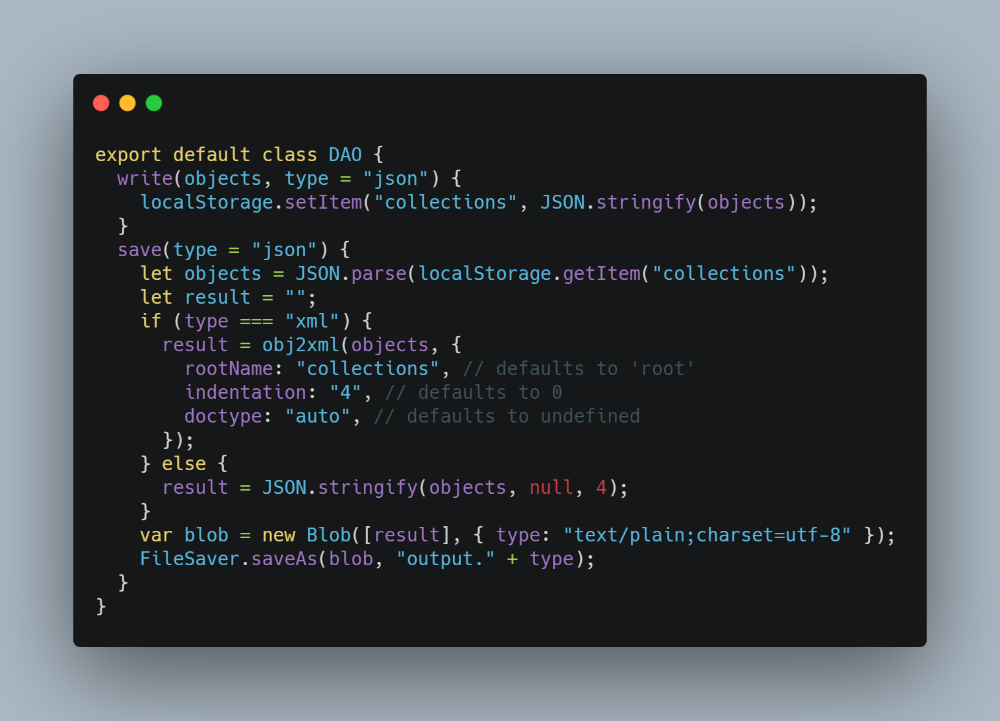 export default class DAO {
  write(objects, type = "json") {
    localStorage.setItem("collections", JSON.stringify(objects));
  }
  save(type = "json") {
    let objects = JSON.parse(localStorage.getItem("collections"));
    let result = "";
    if (type === "xml") {
      result = obj2xml(objects, {
        rootName: "collections", // defaults to 'root'
        indentation: "4", // defaults to 0
        doctype: "auto", // defaults to undefined
      });
    } else {
      result = JSON.stringify(objects, null, 4);
    }
    var blob = new Blob([result], { type: "text/plain;charset=utf-8" });
    FileSaver.saveAs(blob, "output." + type);
  }
}